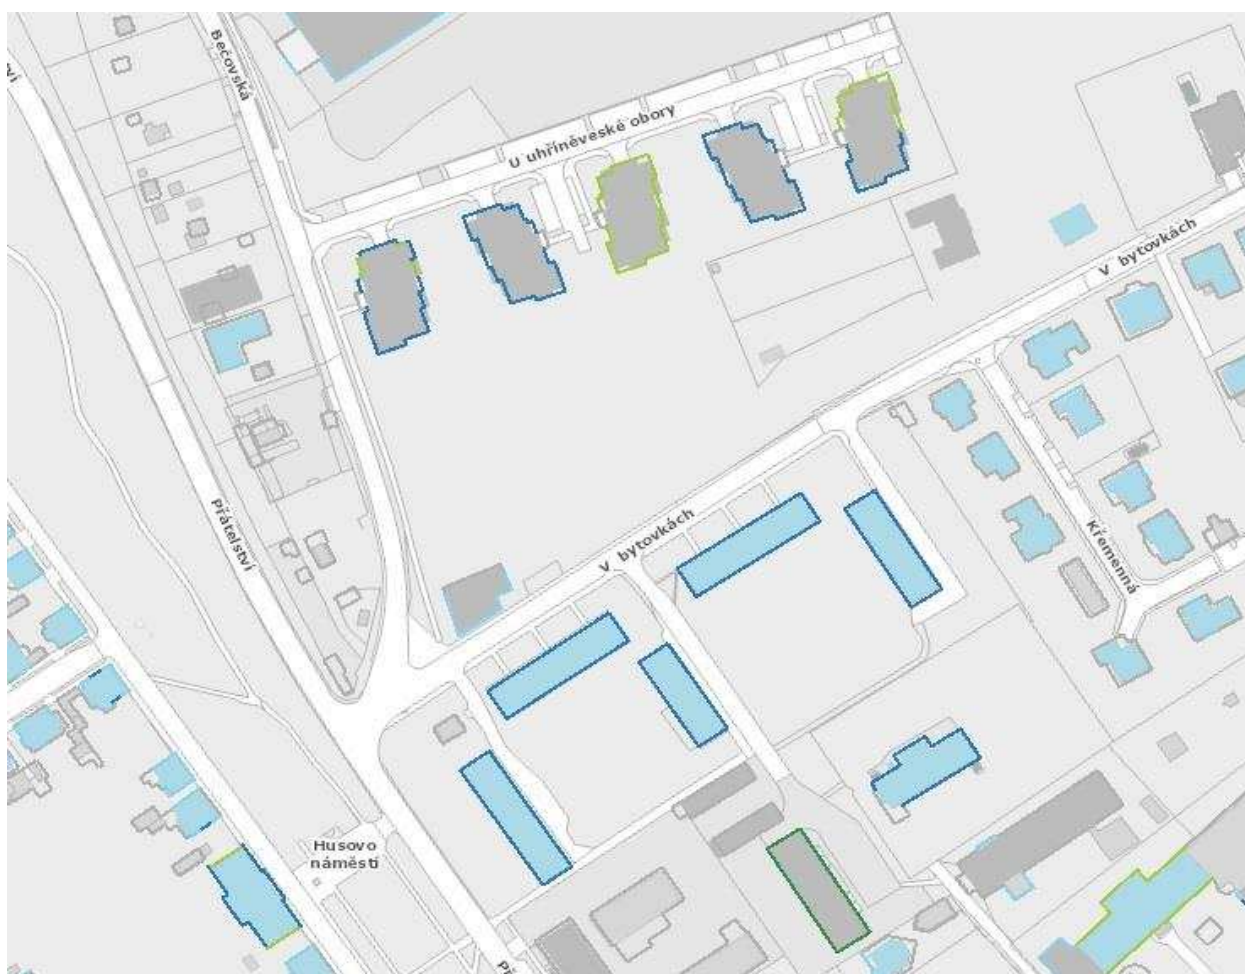 Bečovská
U uhříněveské obory
V bytovkách
V bytovkách
Přátelství
Křemenná
Husovo
náměstí